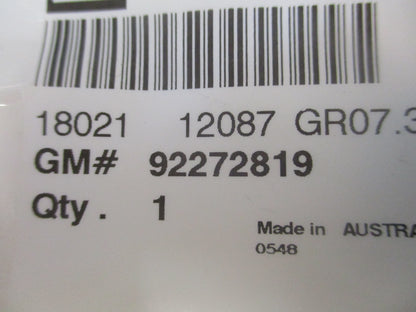 18021 12087 GR07.3
GM# 92272819
Qty . 1
Made in AUSTRA
0548